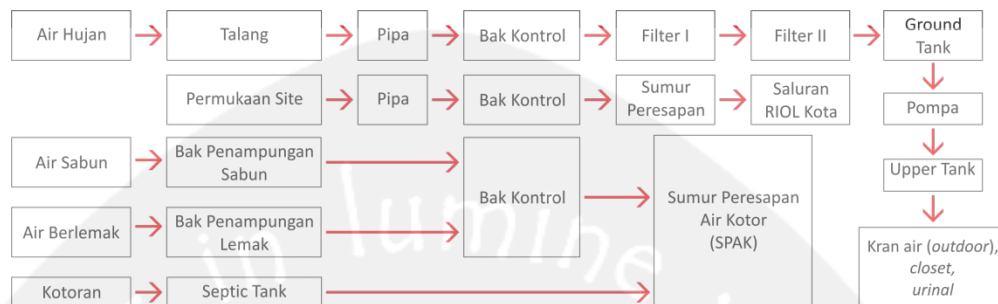 Air Hujan
Talang
Pipa
Bak Kontrol
Filter I
Filter II
Ground
Tank
Permukaan Site
Pipa
Bak Kontrol
Sumur
Peresapan
Saluran
RIOL Kota
Pompa
Air Sabun
Bak Penampungan
Sabun
Upper Tank
Bak Kontrol
Sumur Peresapan
Air Kotor
(SPAK)
Air Berlemak
Bak Penampungan
Lemak
Kran air (outdoor),
closet,
urinal
Kotoran
Septic Tank
in lumine